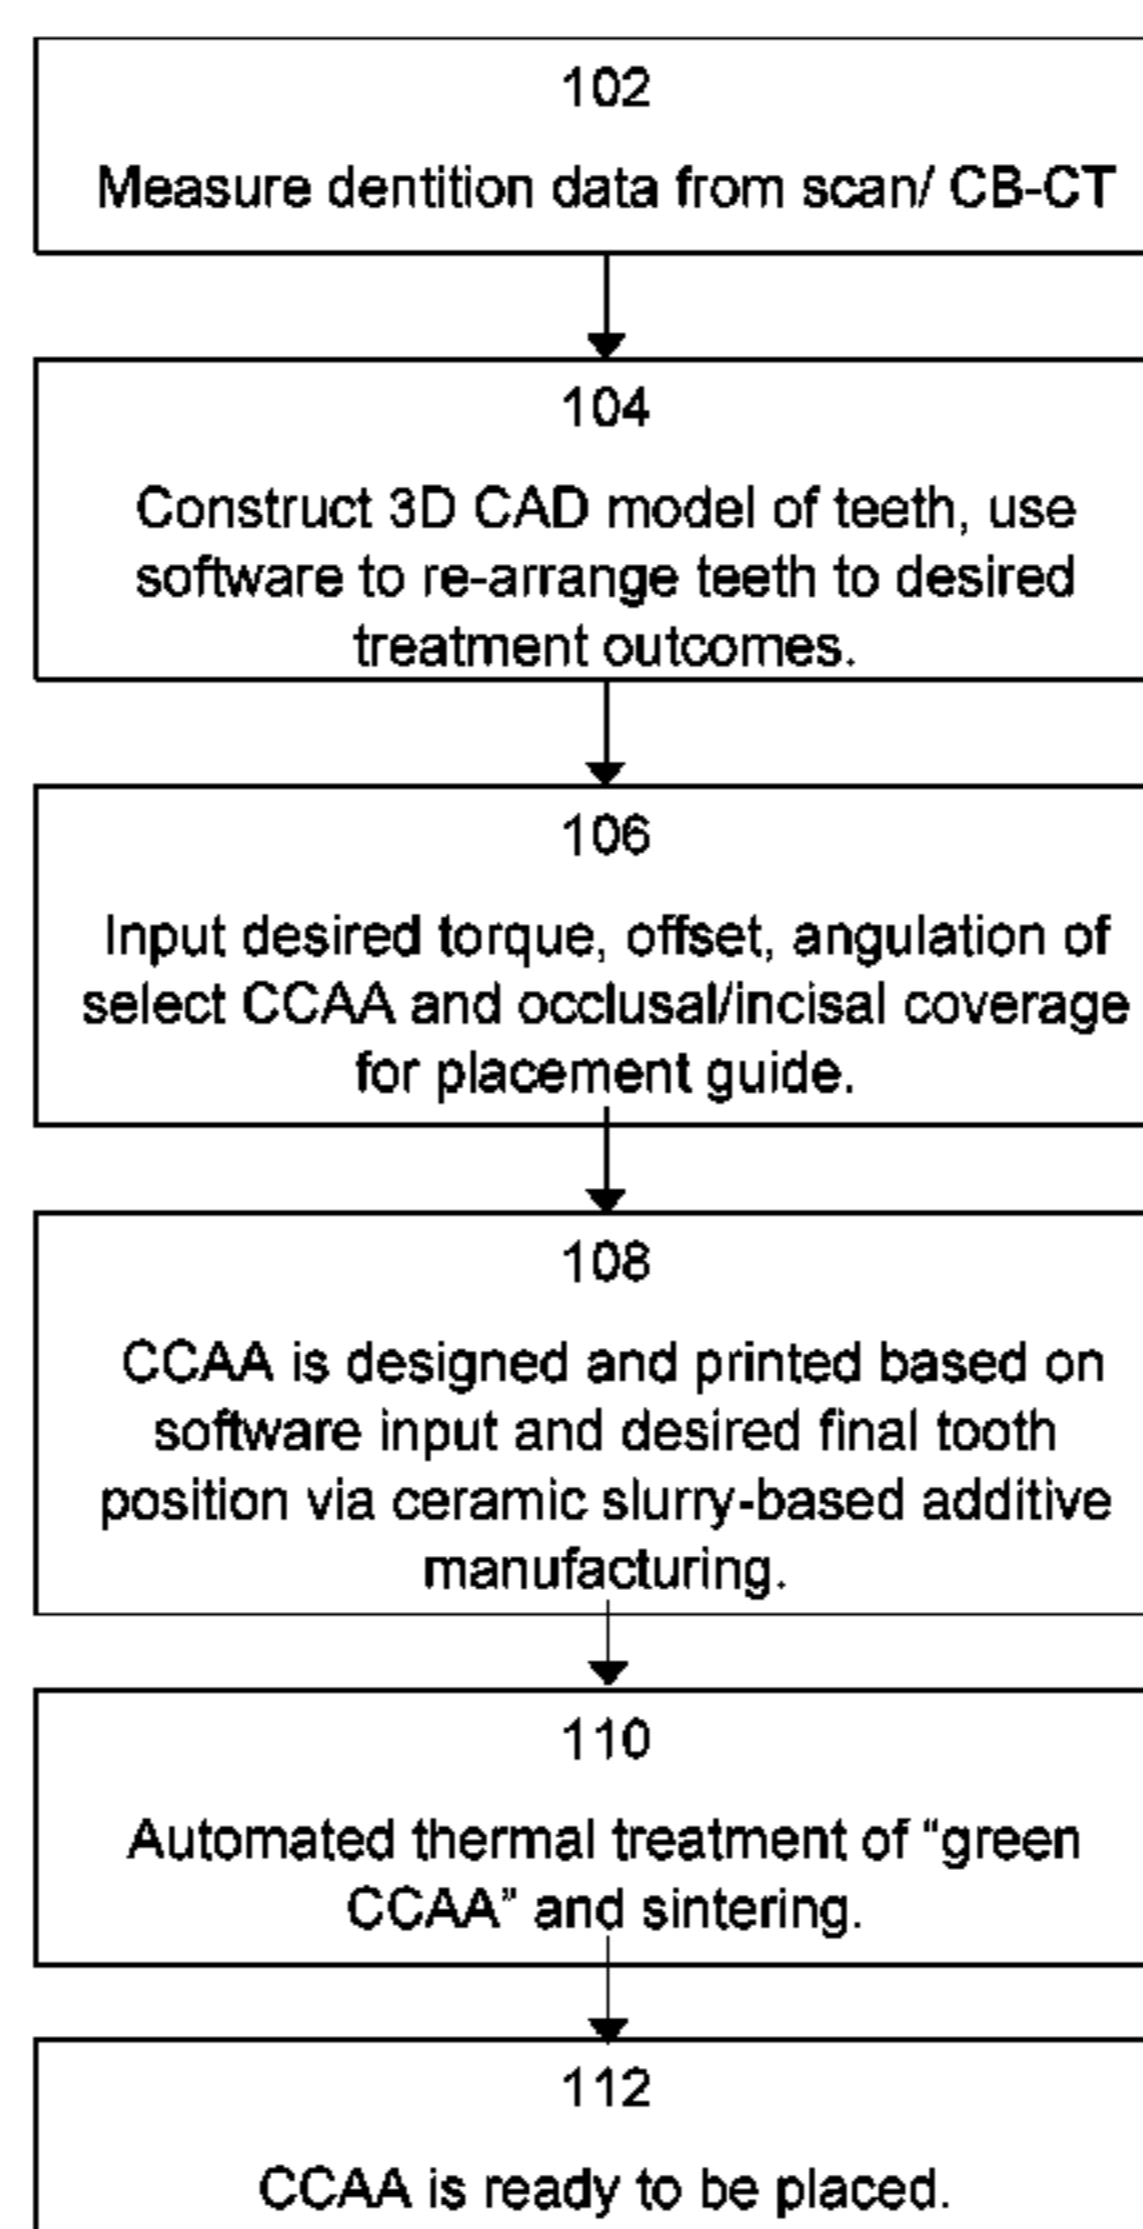 102
Measure dentition data from scan/ CB-CT
104
Construct 3D CAD model of teeth, use
software to re-arrange teeth to desired
treatment outcomes.
106
Input desired torque, offset, angulation of
select CCAA and occlusal/incisal coverage
for placement guide.
108
CCAA is designed and printed based on
software input and desired final tooth
position via ceramic slurry-based additive
manufacturing.
110
Automated thermal treatment of “green
CCAA” and sintering.
112
CCAA is ready to be placed.